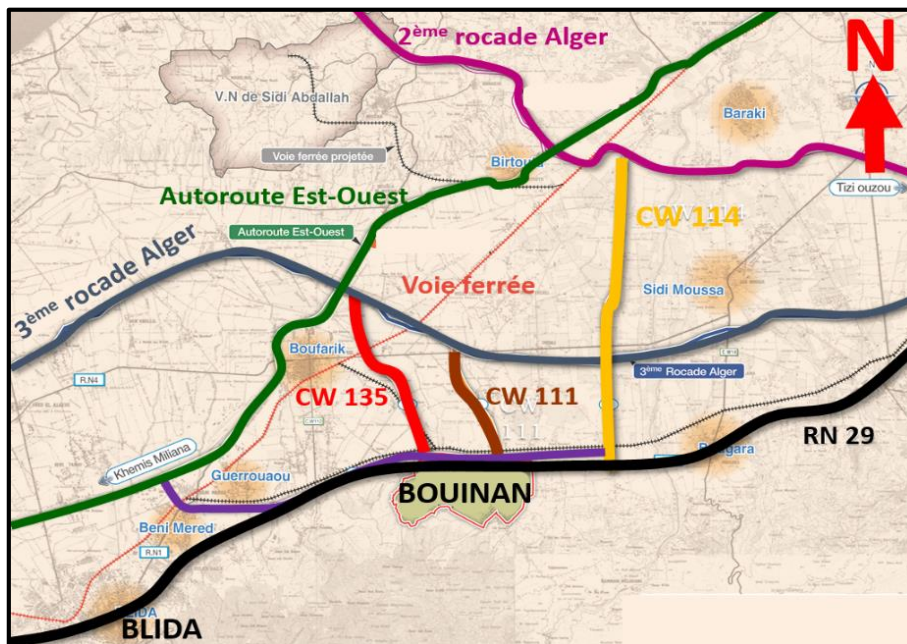 2ème rocade Alger
N
V.N de Sidi Abdallah
Baraki
Voie ferrée projetée
Birtouta
Tizi ouzou
Autoroute Est-Ouest
CW 114
Autoroute Est-Ouest
3ème rocade Alger
Voie ferrée
Sidi Moussa
Boufarik
3ème Rocade Alger
R.N4
CW 135
CW 111
111
RN 29
Khemis Miliana
Guerrouaou
BOUINAN
Beni Mered
R.N1
BLIDA